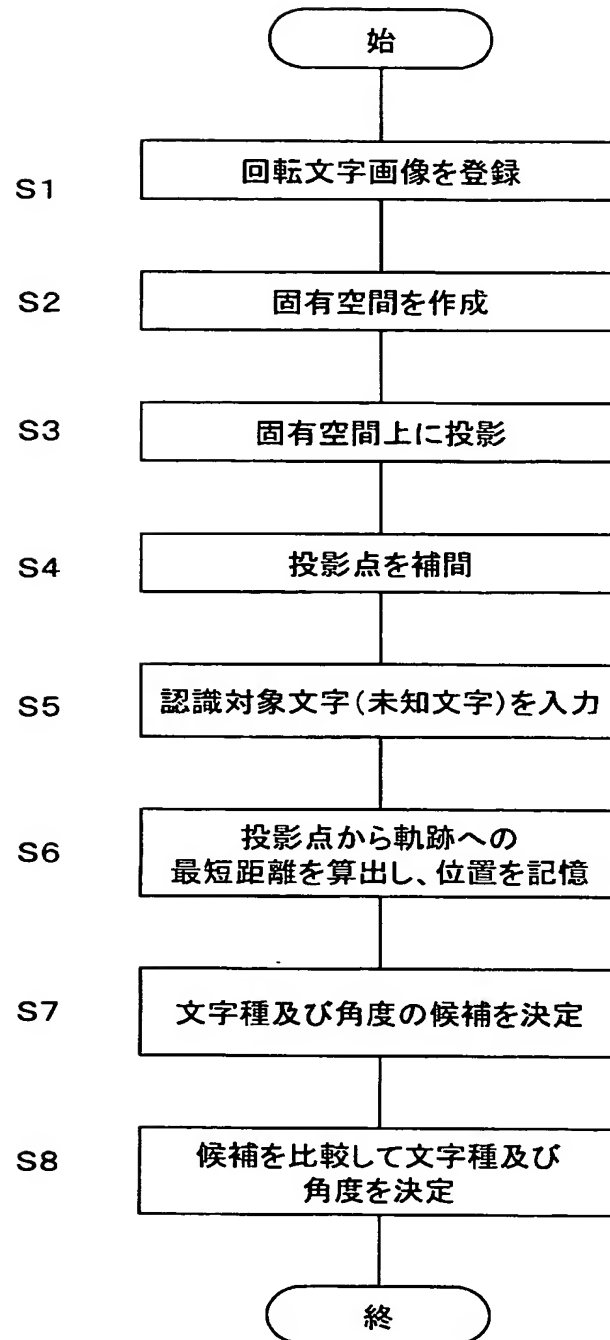 始
S1
回転文字画像を登録
S2
固有空間を作成
S3
固有空間上に投影
S4
投影点を補間
S5
認識対象文字(未知文字)を入力
S6
投影点から軌跡への
最短距離を算出し、位置を記憶
S7
文字種及び角度の候補を決定
S8
候補を比較して文字種及び
角度を決定
終